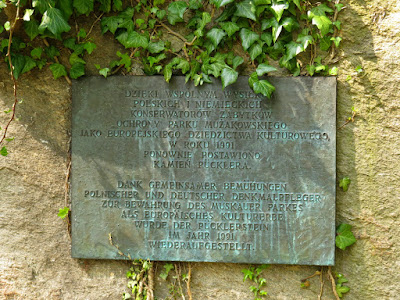 DZIĘKI WSPÓLNYM WYSIŁKOM
POLSKICH I NIEMIECKICH
KONSERWATORÓW ZABYTKÓW
OCHRONY PARKU MUŻAKOWSKIEGO
JAKO EUROPEJSKIEGO DZIEDZICTWA KULTUROWEGO
W ROKU 1991
PONOWNIE POSTAWIONO
KAMIEŃ PÜCKLERA.
DANK GEMEINSAMER BEMÜHUNGEN
POLNISCHER UND DEUTSCHER DENKMALPFLEGER
ZUR BEWAHRUNG DES MUSKAUER PARKES
ALS EUROPÄISCHES KULTURERBE
WURDE DER PÜCKLERSTEIN
IM JAHR 1991
WIEDERAUFGESTELLT.